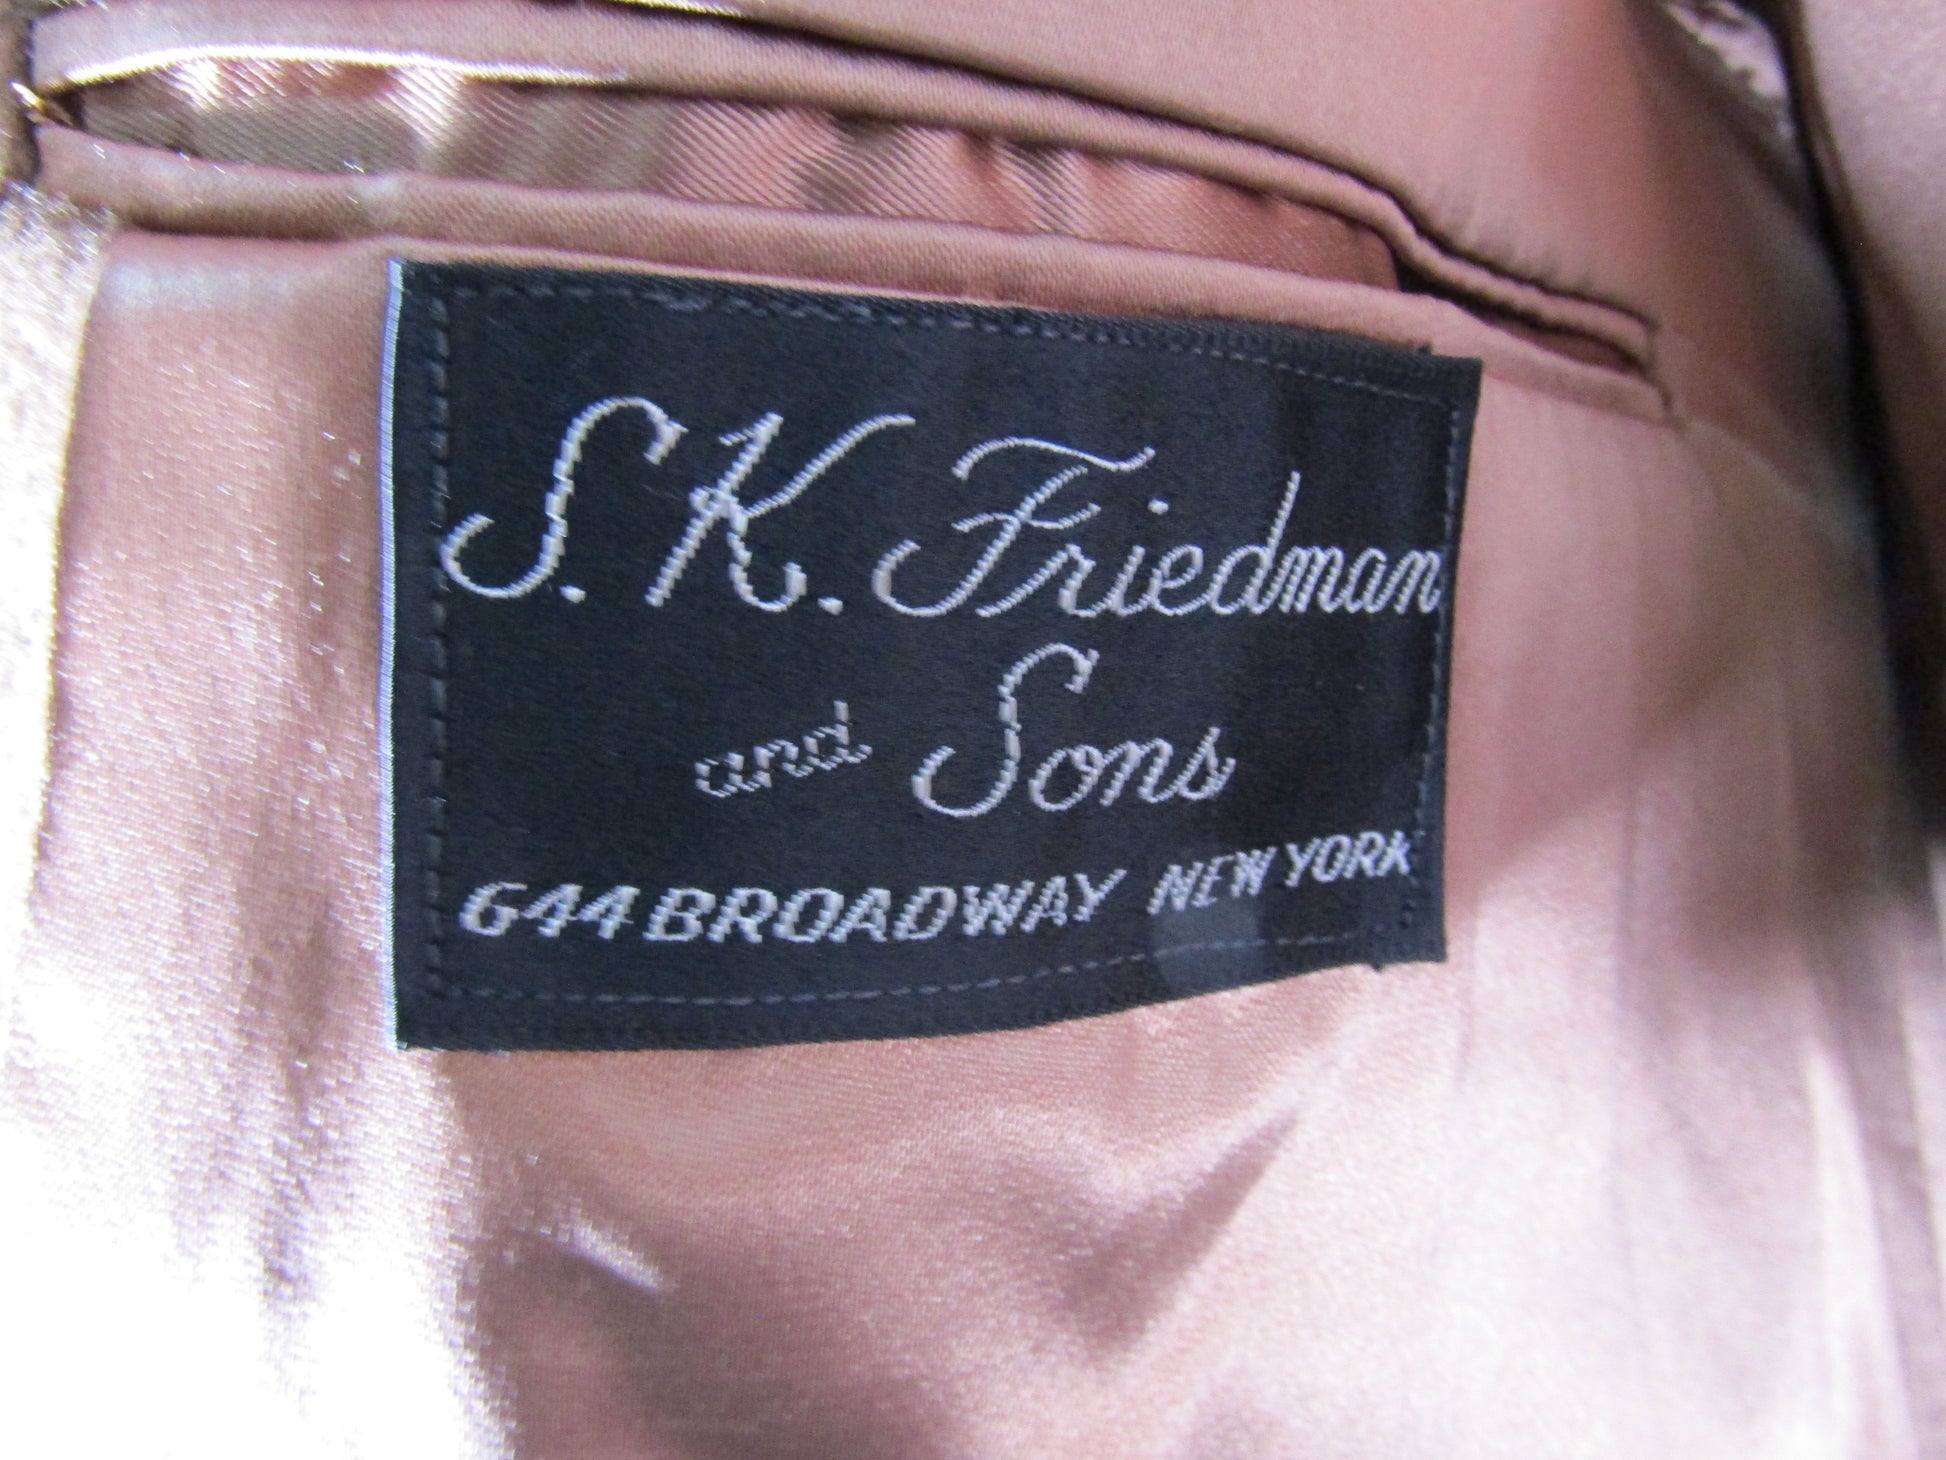 S. K. Friedman
and Sons
644 BROADWAY NEW YORK